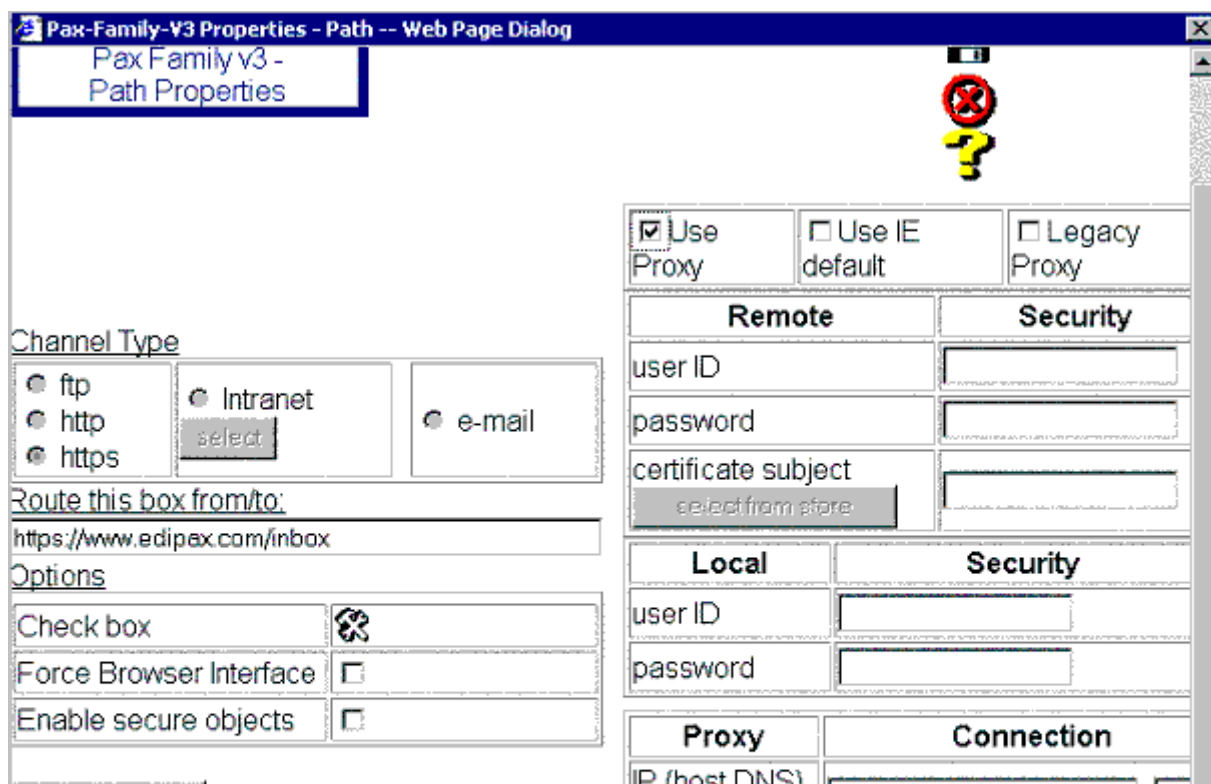 Pax-Family-V3 Properties - Path -- Web Page Dialog
Pax Family v3 -
Path Properties
Use Proxy
Use IE default
Legacy Proxy
Remote Security
user ID
password
certificate subject
select from store
Channel Type
ftp
http
https
Intranet
select
e-mail
Route this box from/to:
https://www.edipax.com/inbox
Options
Check box
Force Browser Interface
Enable secure objects
Local Security
user ID
password
Proxy Connection
IP (host DNS)